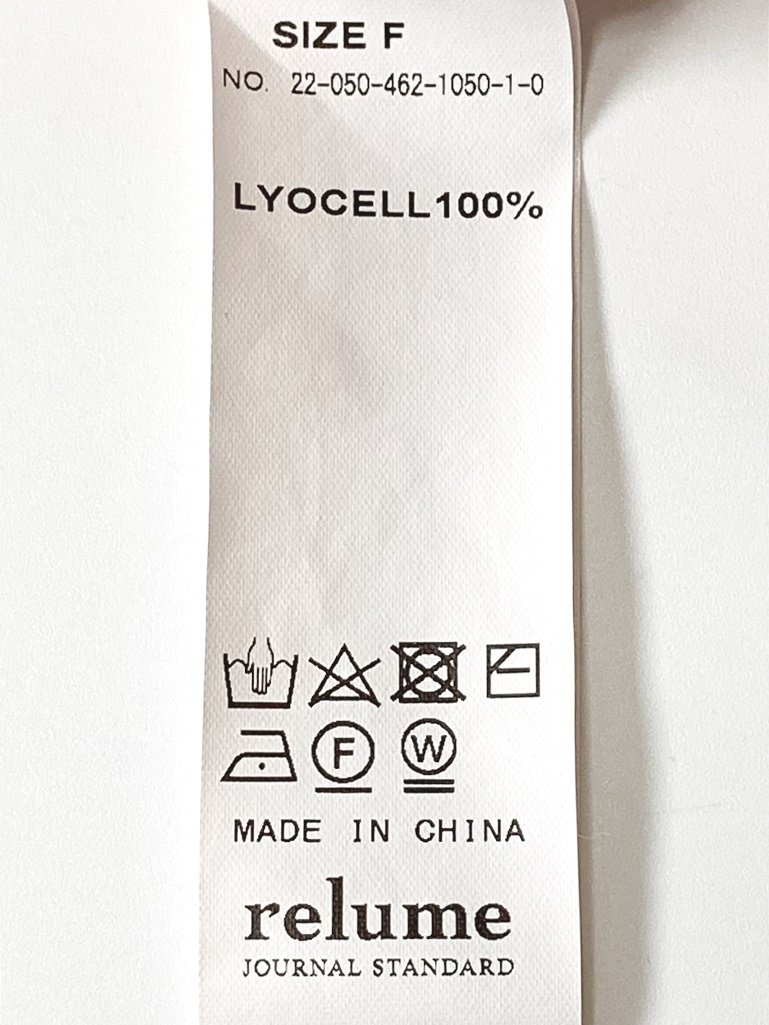 SIZE F
NO. 22-050-462-1050-1-0
LYOCELL100%
F W
MADE IN CHINA
relume
JOURNAL STANDARD